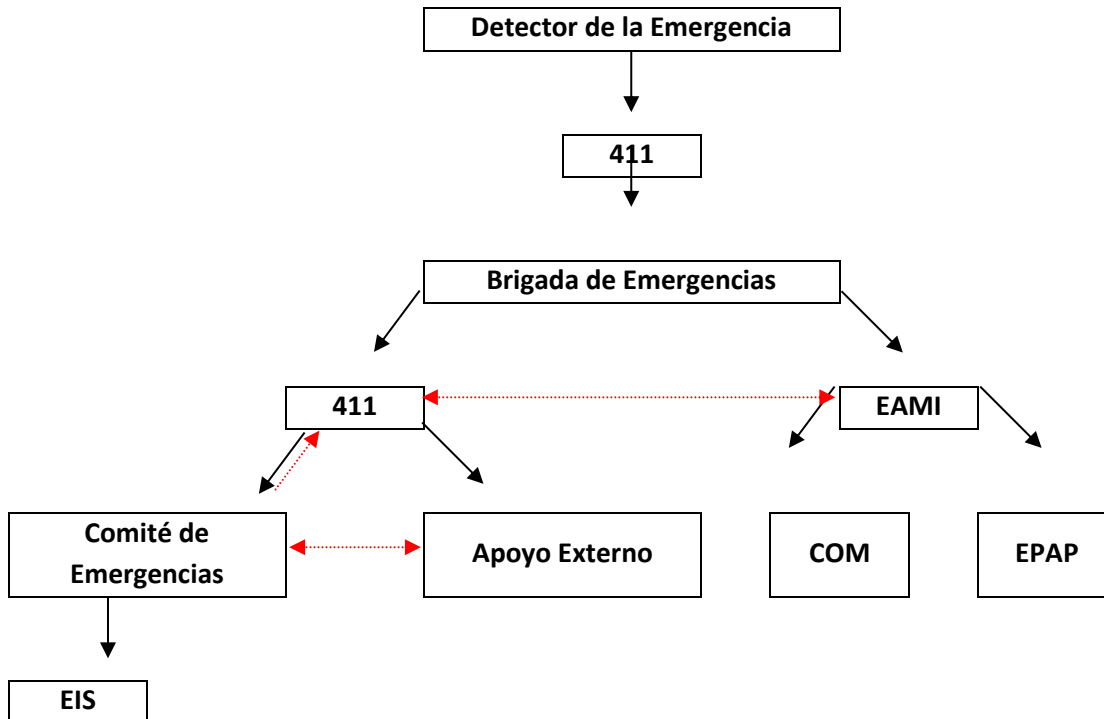 Detector de la Emergencia
411
Brigada de Emergencias
411
EAMI
Comité de
Emergencias
Apoyo Externo
COM
EPAP
EIS